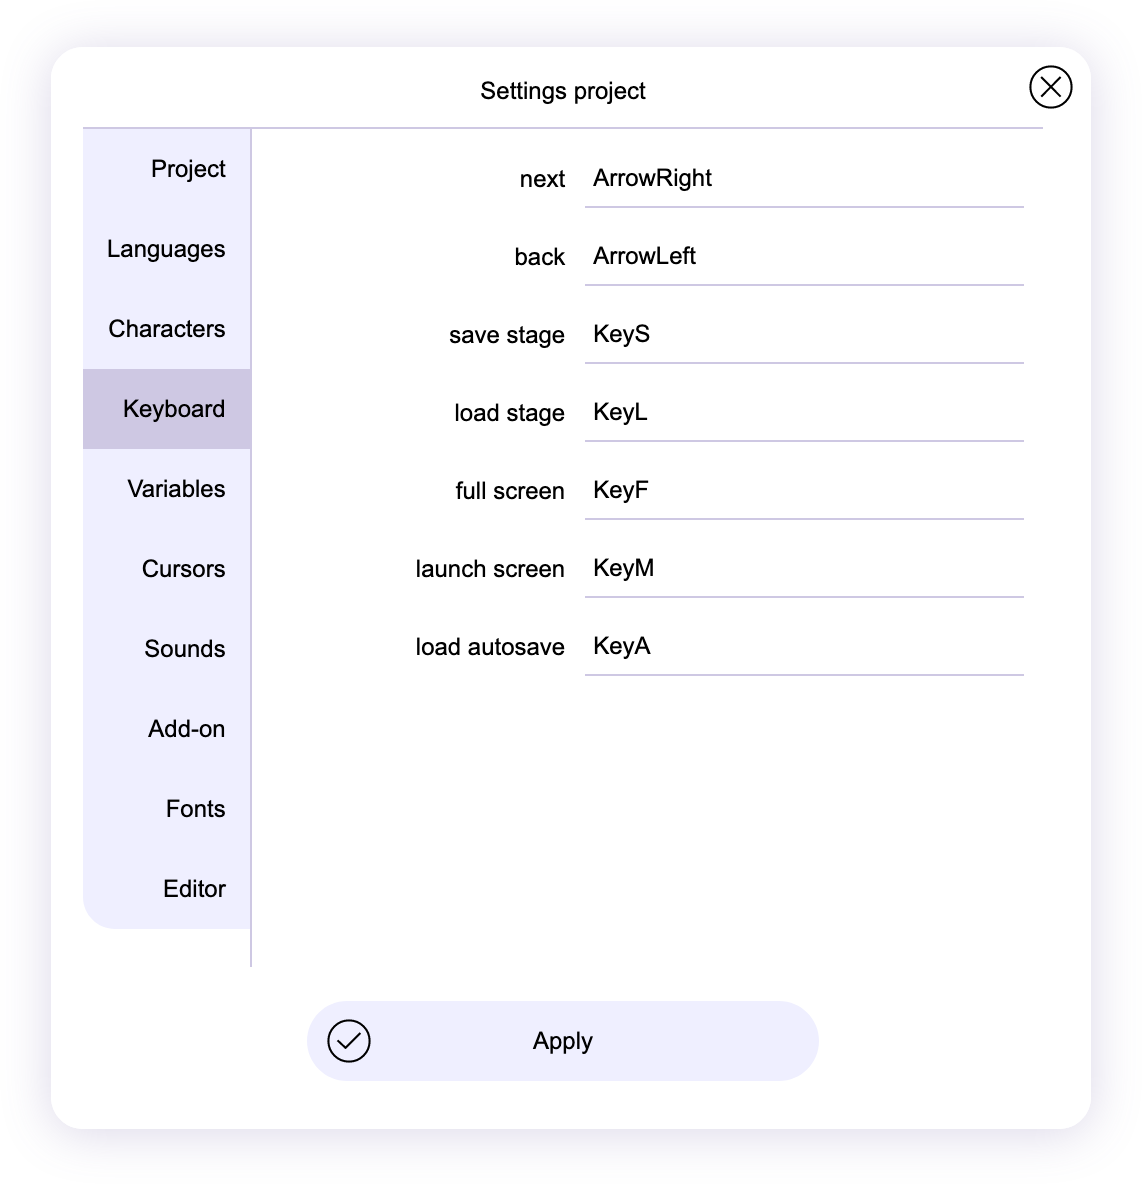 Settings project
Project
Languages
Characters
Keyboard
Variables
Cursors
Sounds
Add-on
Fonts
Editor
next ArrowRight
back ArrowLeft
save stage KeyS
load stage KeyL
full screen KeyF
launch screen KeyM
load autosave KeyA
Apply